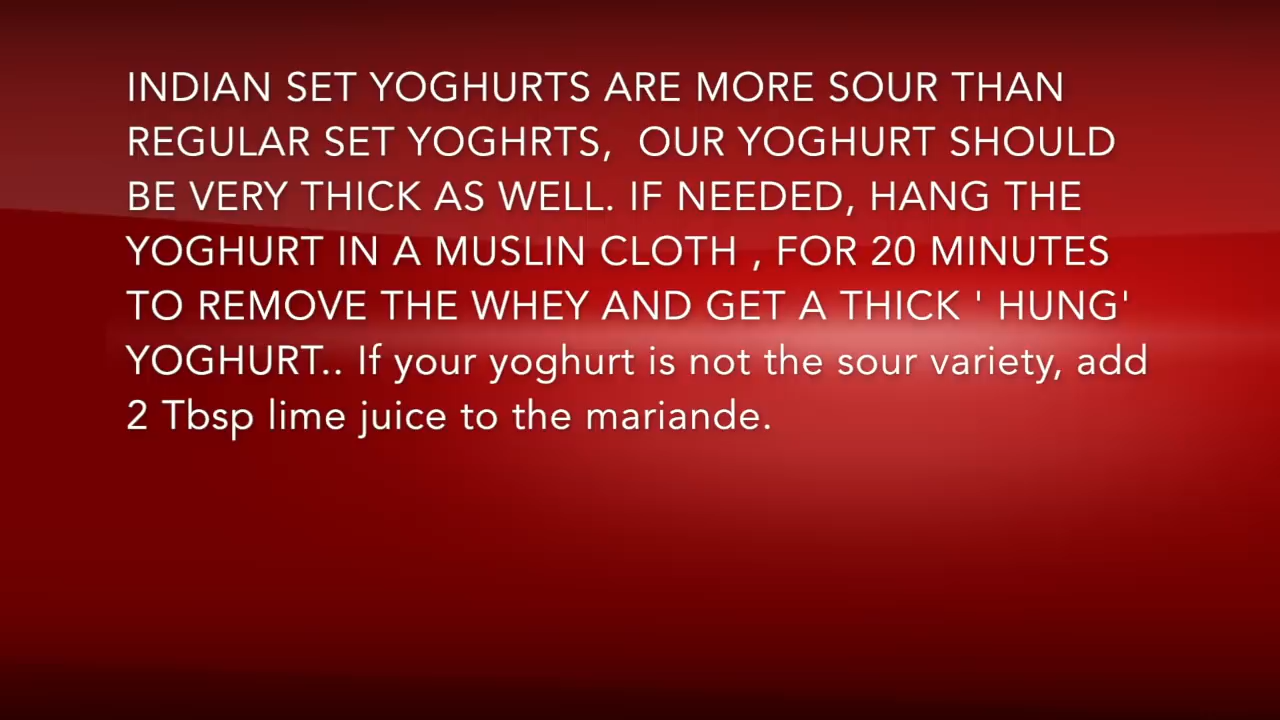 INDIAN SET YOGHURTS ARE MORE SOUR THAN
REGULAR SET YOGHRTS,  OUR YOGHURT SHOULD
BE VERY THICK AS WELL. IF NEEDED, HANG THE
YOGHURT IN A MUSLIN CLOTH , FOR 20 MINUTES
TO REMOVE THE WHEY AND GET A THICK ' HUNG'
YOGHURT.. If your yoghurt is not the sour variety, add
2 Tbsp lime juice to the mariande.